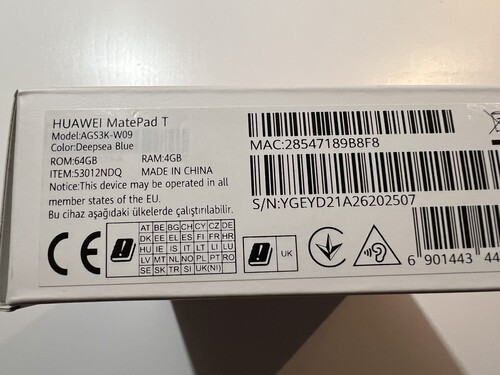 HUAWEI MatePad T
Model:AGS3K-W09
Color:Deepsea Blue
ROM:64GB RAM:4GB
ITEM:53012NDQ MADE IN CHINA
Notice:This device may be operated in all
member states of the EU.
Bu cihaz aşağıdaki ülkelerde çalıştırılabilir.
MAC:28547189B8F8
S/N:YGEYD21A26202507
CE
AT BE BG CH CY CZ DE
DK EE EL ES FI FR HR
HU IE IS IT LI LT LU
LV MT NL NO PL PT RO
SE SK TR SI UK(NI)
UK
6 901443 44